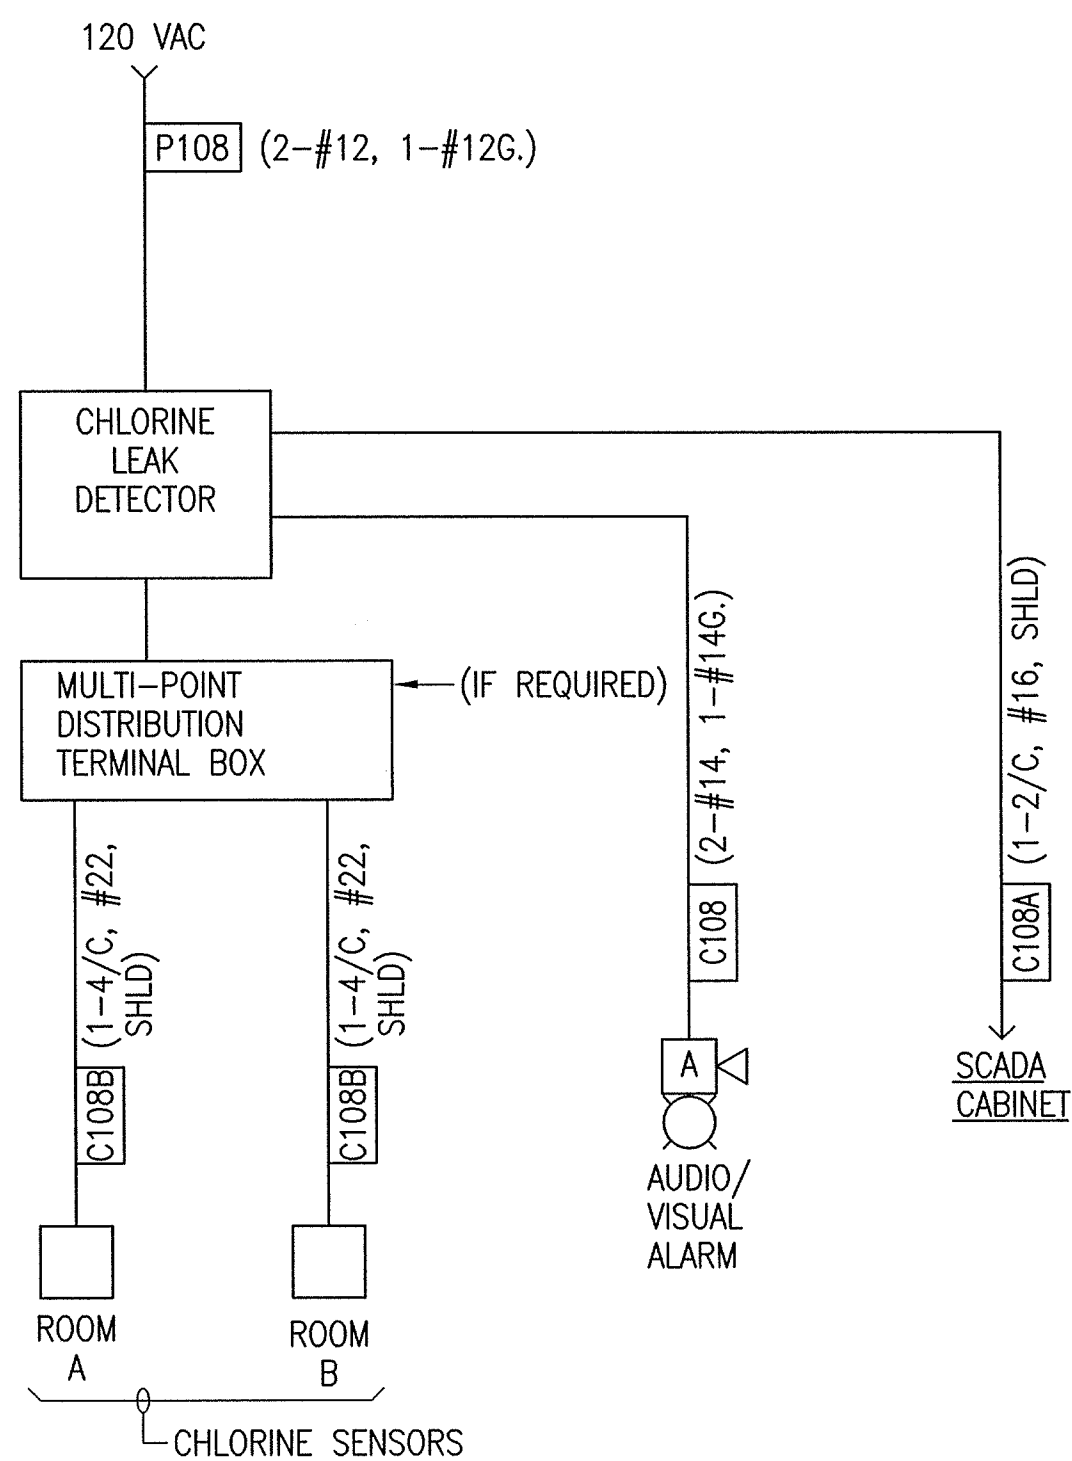 120 VAC
P108 (2-#12, 1-#12G.)
CHLORINE
LEAK
DETECTOR
MULTI-POINT
DISTRIBUTION
TERMINAL BOX
(IF REQUIRED)
(1-4/C, #22,
SHLD)
C108B
(1-4/C, #22,
SHLD)
C108B
C108 (2-#14, 1-#14G.)
C108A (1-2/C, #16, SHLD)
A
AUDIO/
VISUAL
ALARM
SCADA
CABINET
ROOM
A
ROOM
B
CHLORINE SENSORS